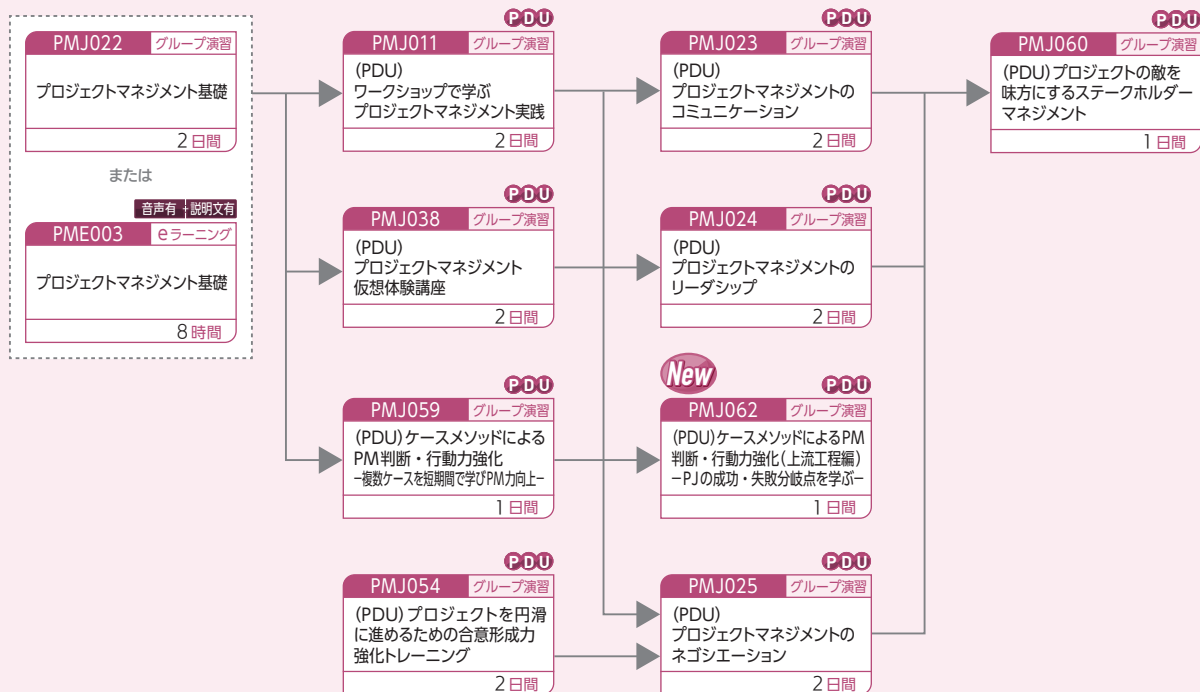 PMJ022 グループ演習
プロジェクトマネジメント基礎
2日間
または
音声有 + 説明文有
PME003 eラーニング
プロジェクトマネジメント基礎
8時間
PDU
PMJ011 グループ演習
(PDU)
ワークショップで学ぶ
プロジェクトマネジメント実践
2日間
PDU
PMJ038 グループ演習
(PDU)
プロジェクトマネジメント
仮想体験講座
2日間
PDU
PMJ059 グループ演習
(PDU)ケースメソッドによる
PM判断・行動力強化
−複数ケースを短期間で学びPM力向上−
1日間
PDU
PMJ054 グループ演習
(PDU)プロジェクトを円滑
に進めるための合意形成力
強化トレーニング
2日間
PDU
PMJ023 グループ演習
(PDU)
プロジェクトマネジメントの
コミュニケーション
2日間
PDU
PMJ024 グループ演習
(PDU)
プロジェクトマネジメントの
リーダシップ
2日間
New
PDU
PMJ062 グループ演習
(PDU)ケースメソッドによるPM
判断・行動力強化(上流工程編)
−PJの成功・失敗分岐点を学ぶ−
1日間
PDU
PMJ025 グループ演習
(PDU)
プロジェクトマネジメントの
ネゴシエーション
2日間
PDU
PMJ060 グループ演習
(PDU)プロジェクトの敵を
味方にするステークホルダー
マネジメント
1日間